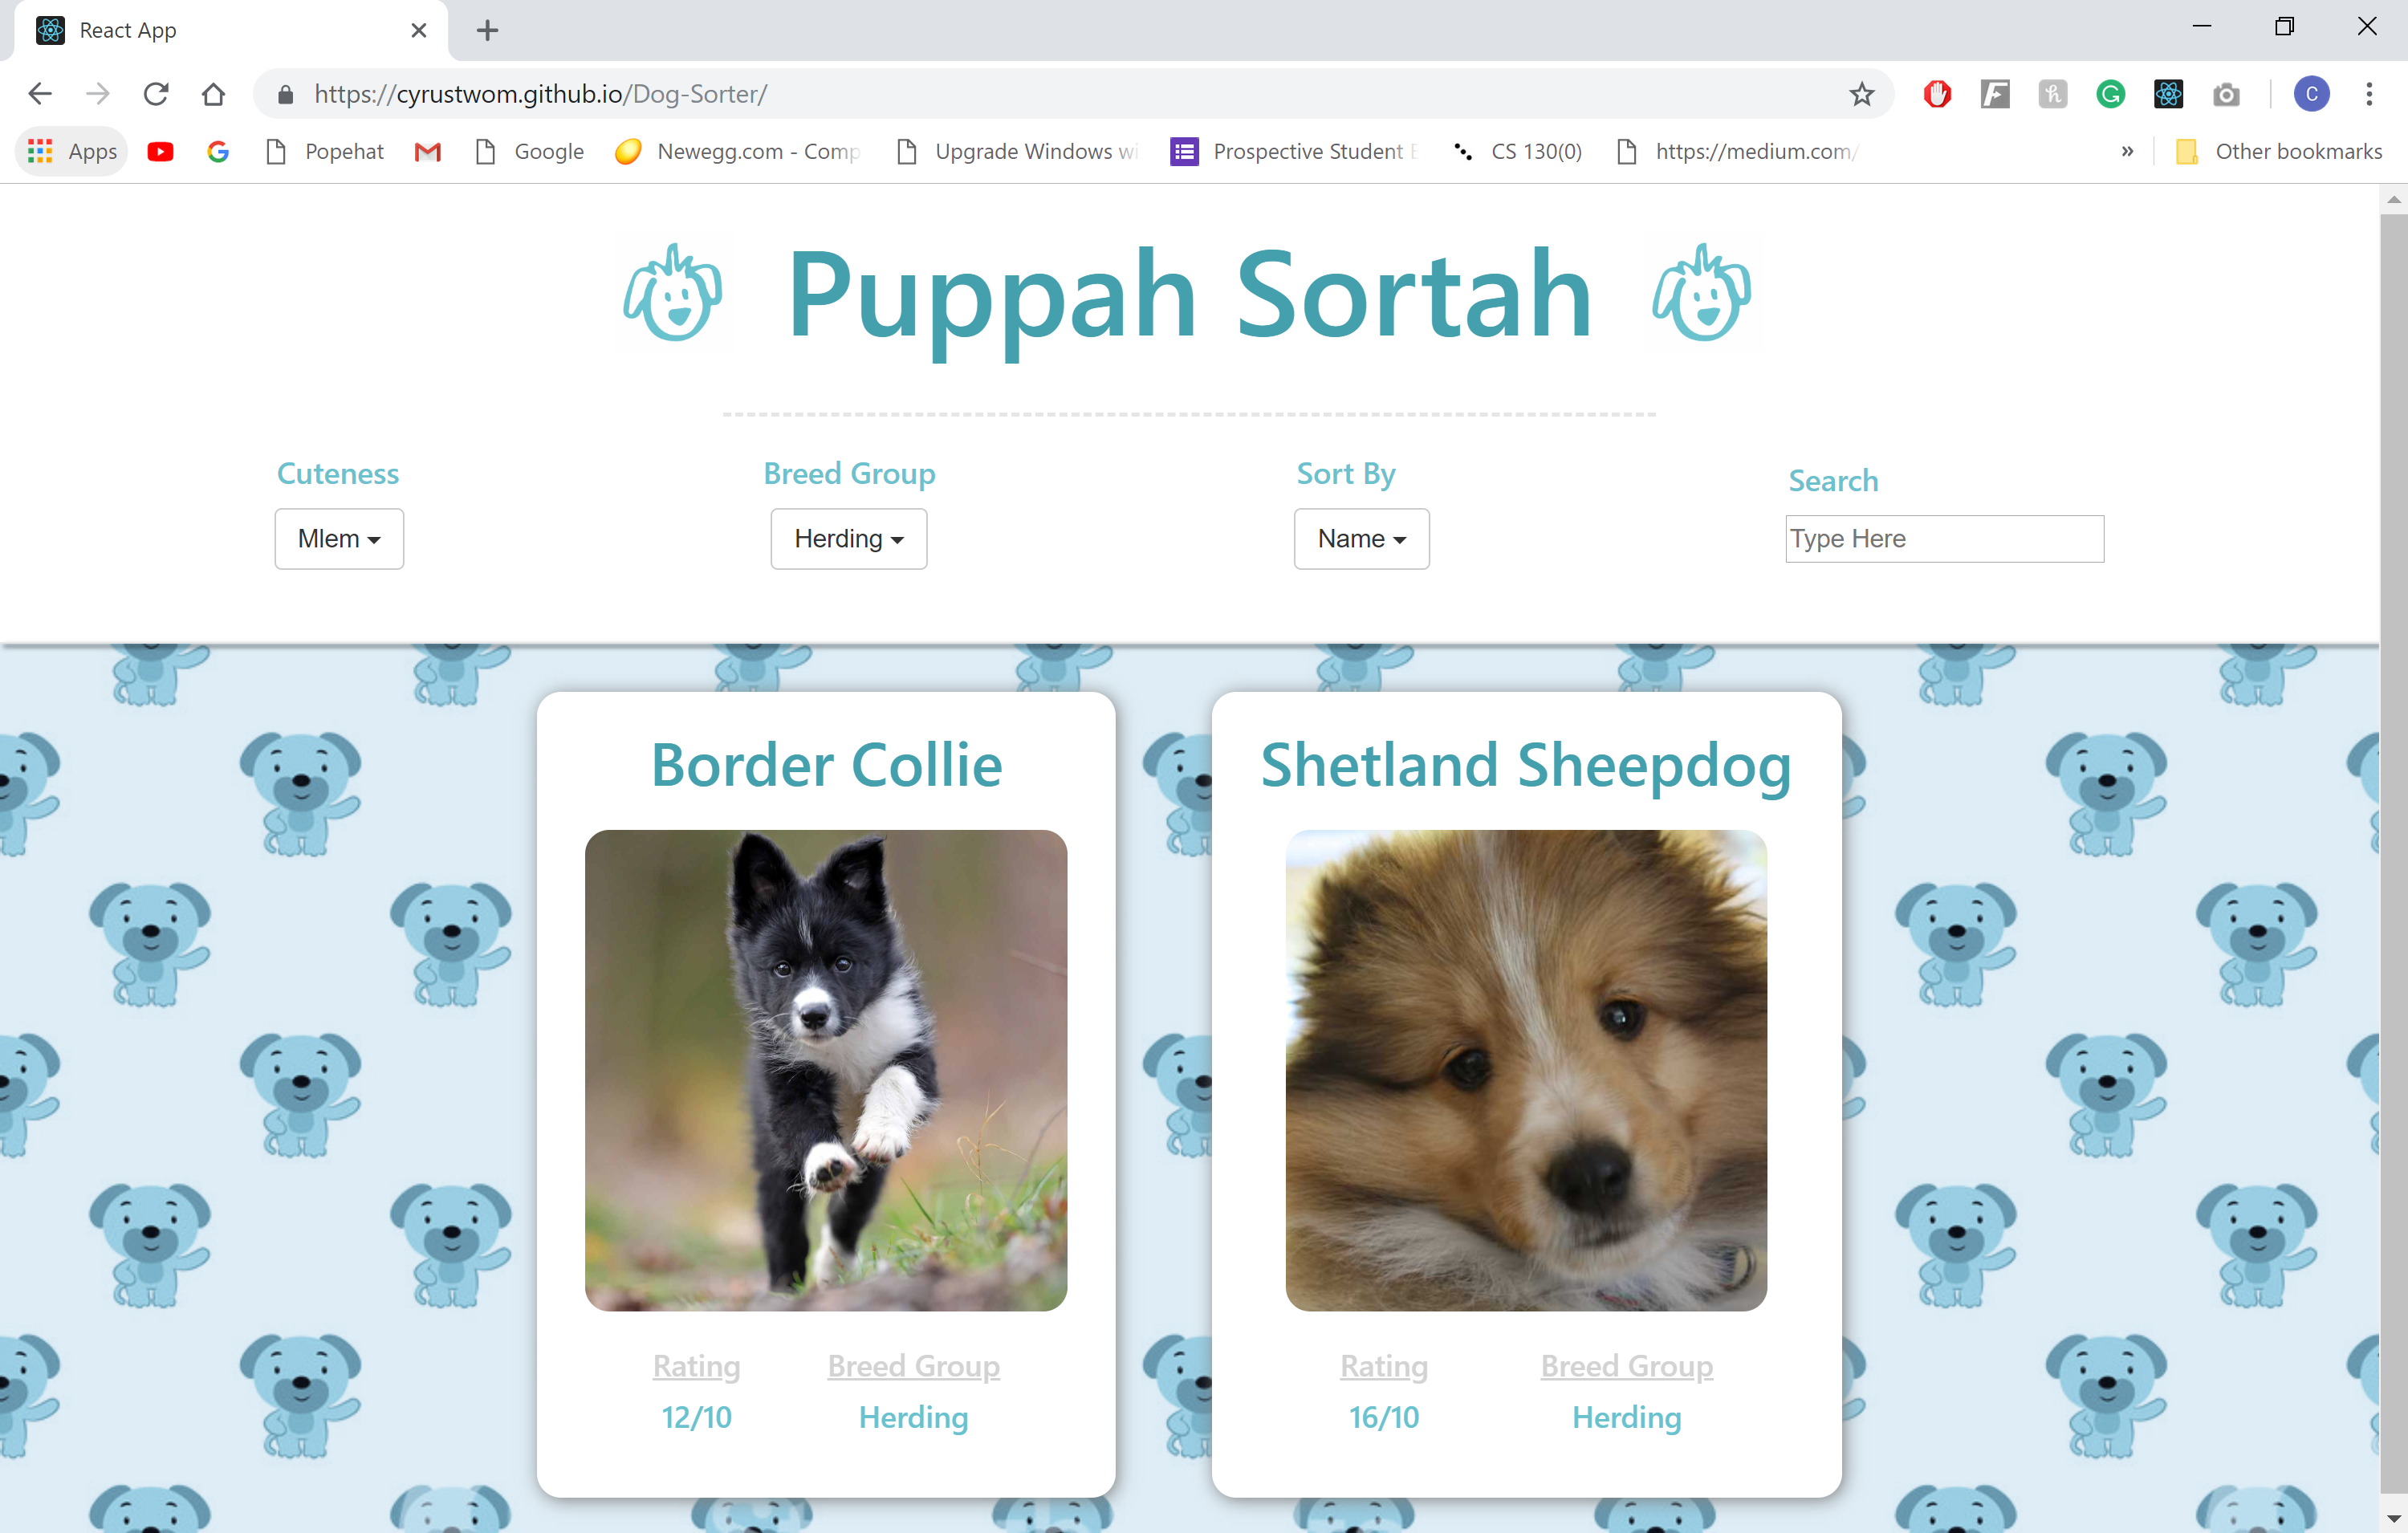 React App
https://cyrustwom.github.io/Dog-Sorter/
C
Apps Popehat Google Newegg.com - Comp Upgrade Windows wi Prospective Student E CS 130(0) https://medium.com/ » Other bookmarks
Puppah Sortah
Cuteness Breed Group Sort By Search
Mlem Herding Name Type Here
Border Collie
Rating Breed Group
12/10 Herding
Shetland Sheepdog
Rating Breed Group
16/10 Herding